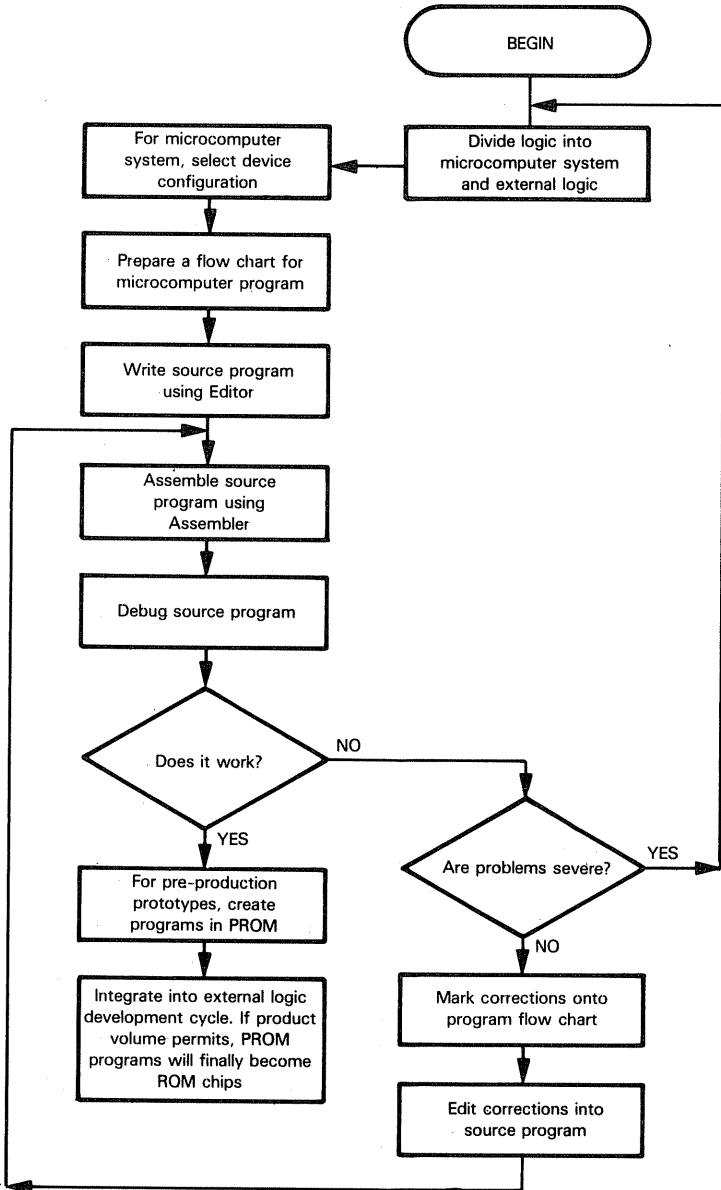 BEGIN
Divide logic into
microcomputer system
and external logic
For microcomputer
system, select device
configuration
Prepare a flow chart for
microcomputer program
Write source program
using Editor
Assemble source
program using
Assembler
Debug source program
Does it work?
NO
YES
Are problems severe?
YES
NO
For pre-production
prototypes, create
programs in PROM
Integrate into external logic
development cycle. If product
volume permits, PROM
programs will finally become
ROM chips
Mark corrections onto
program flow chart
Edit corrections into
source program